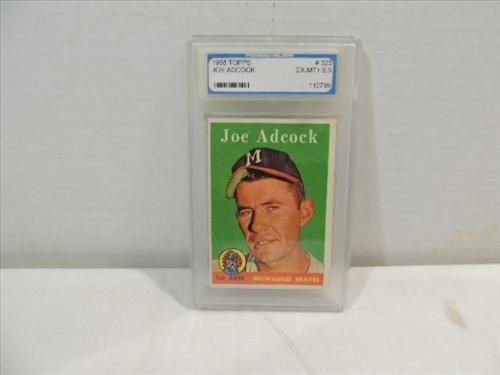 1958 TOPPS # 325
JOE ADCOCK EX-MT+ 6.5
Joe Adcock
M
1st BASE MILWAUKEE BRAVES